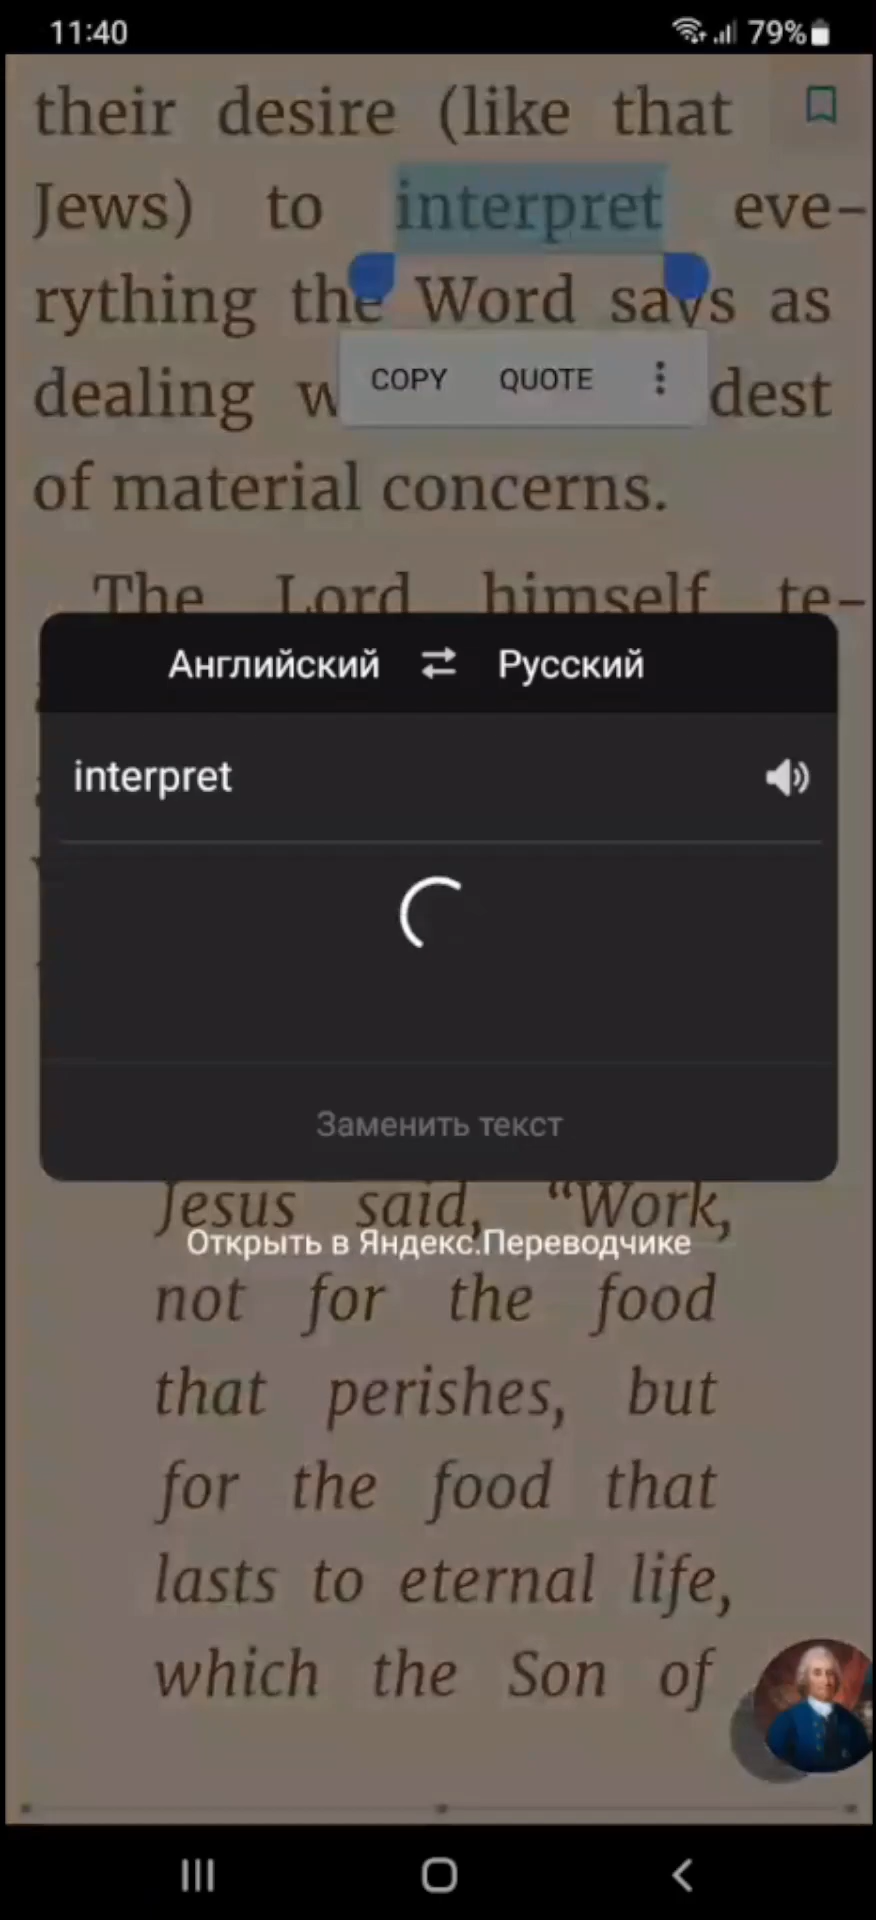 11:40
79%
their desire (like that
Jews) to interpret eve-
rything the Word says as
dealing dest
COPY QUOTE
of material concerns.
The Lord himself te-
Английский Русский
interpret
Заменить текст
Jesus said, “Work,
Открыть в Яндекс.Переводчике
not for the food
that perishes, but
for the food that
lasts to eternal life,
which the Son of